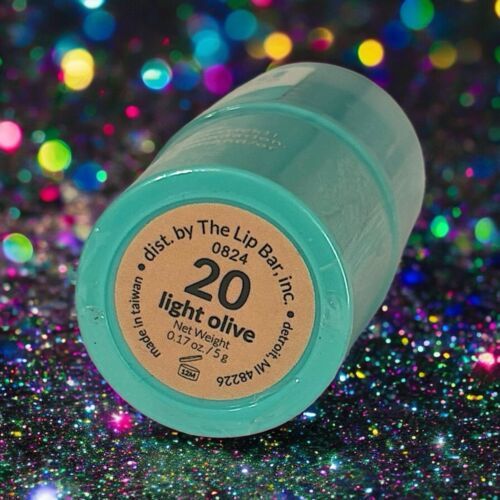 dist. by The Lip Bar, inc. • detroit, MI 48226
made in taiwan •
0824
20
light olive
Net Weight
0.17 oz. / 5 g
12M